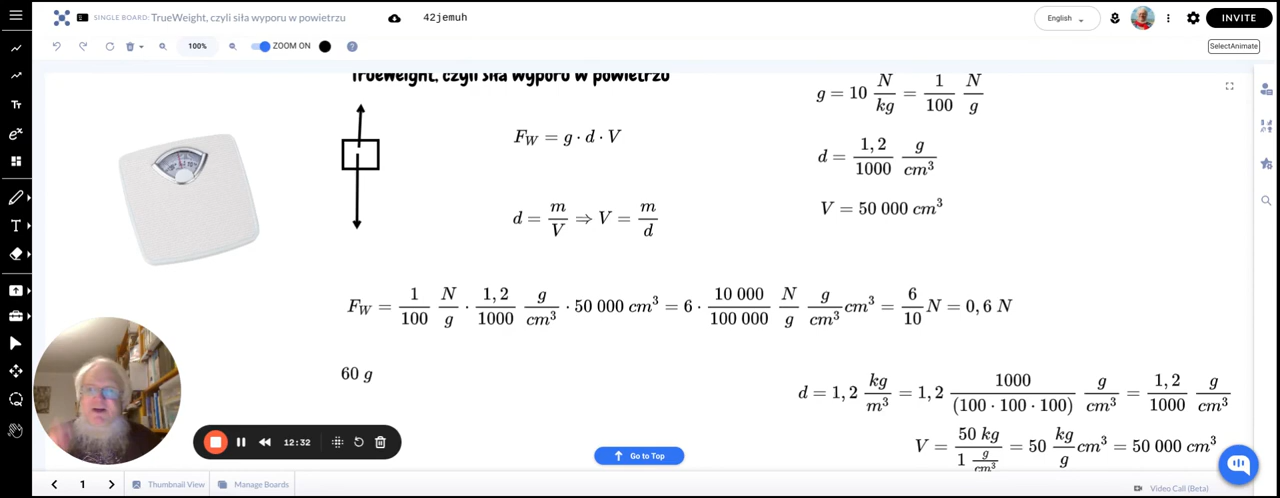 SINGLE BOARD: TrueWeight, czyli siła wyporu w powietrzu
42jemuh
English
INVITE
100%
ZOOM ON
SelectAnimate
TrueWeight, czyli siła wyporu w powietrzu
g = 10 N/kg = 1/100 N/g
F_W = g · d · V
d = 1,2/1000 g/cm³
d = m/V ⇒ V = m/d
V = 50 000 cm³
F_W = 1/100 N/g · 1,2/1000 g/cm³ · 50 000 cm³ = 6 · 10 000/100 000 N/g g/cm³ cm³ = 6/10 N = 0,6 N
60 g
d = 1,2 kg/m³ = 1,2 1000/(100 · 100 · 100) g/cm³ = 1,2/1000 g/cm³
V = 50 kg/1 g/cm³ = 50 kg/g cm³ = 50 000 cm³
12:32
Go to Top
1
Thumbnail View
Manage Boards
Video Call (Beta)